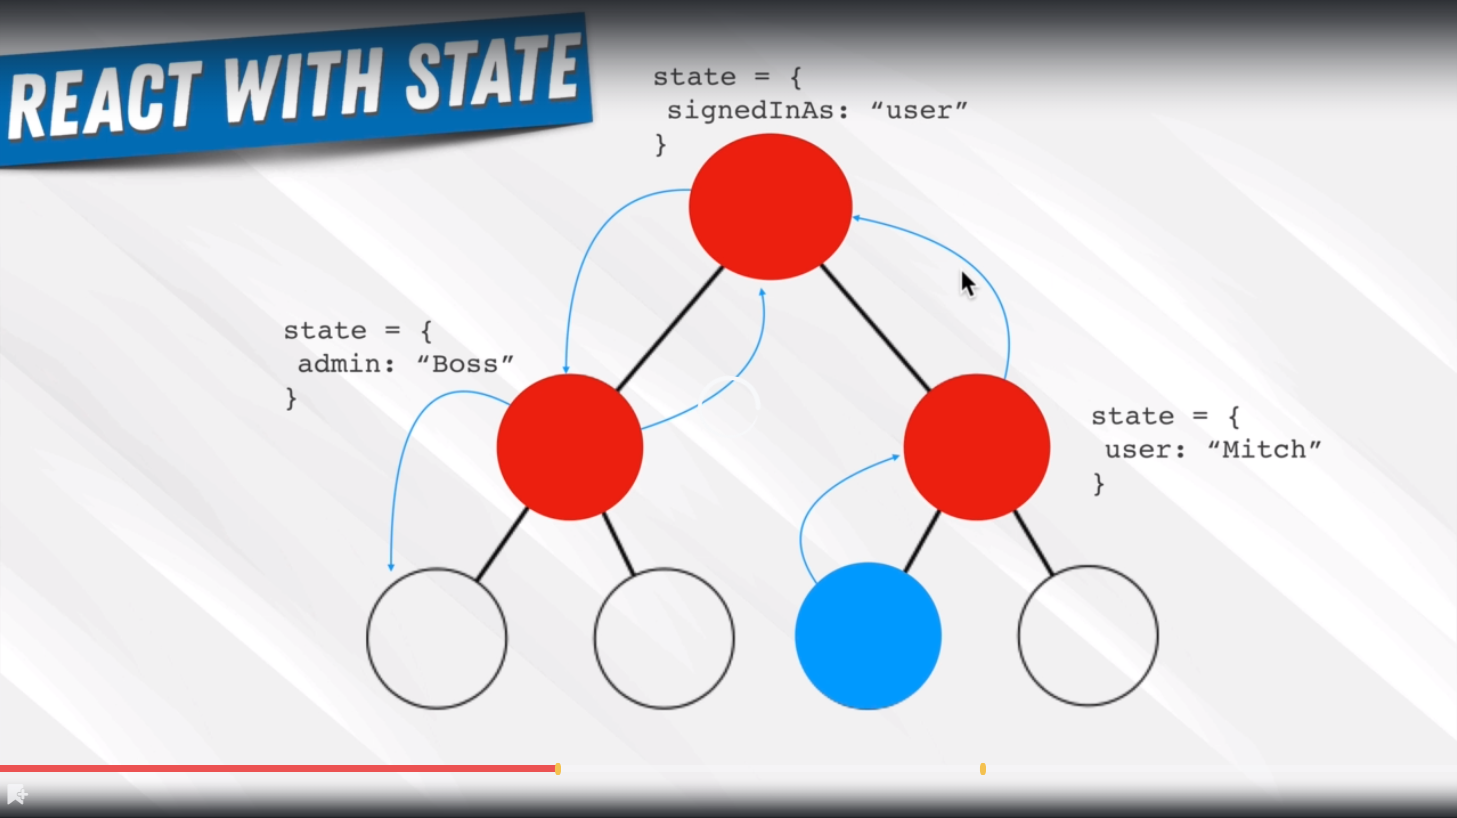 REACT WITH STATE
state = {
signedInAs: “user”
}
state = {
admin: “Boss”
}
state = {
user: “Mitch”
}